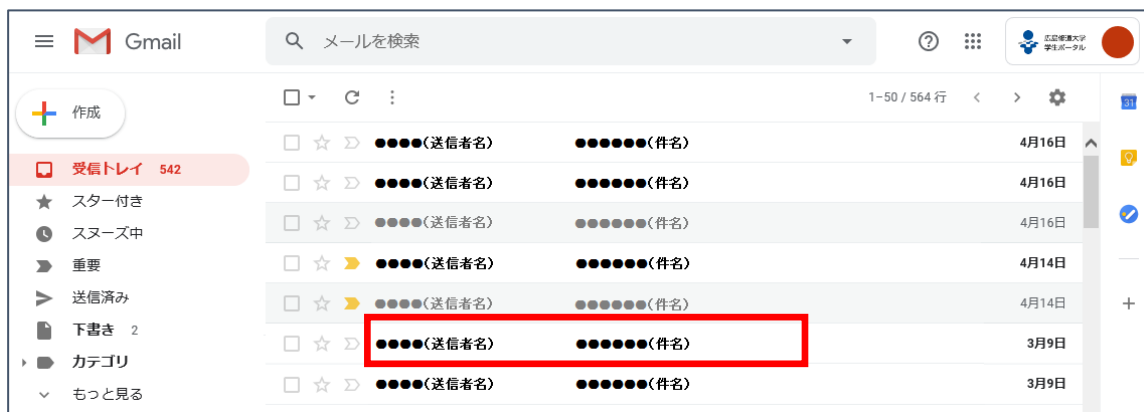 Gmail
メールを検索
広島修道大学
学生ポータル
作成
1-50 / 564 行
31
受信トレイ 542
スター付き
スヌーズ中
重要
送信済み
下書き 2
カテゴリ
もっと見る
●●●●(送信者名) ●●●●●●(件名) 4月16日
●●●●(送信者名) ●●●●●●(件名) 4月16日
●●●●(送信者名) ●●●●●●(件名) 4月16日
●●●●(送信者名) ●●●●●●(件名) 4月14日
●●●●(送信者名) ●●●●●●(件名) 4月14日
●●●●(送信者名) ●●●●●●(件名) 3月9日
●●●●(送信者名) ●●●●●●(件名) 3月9日